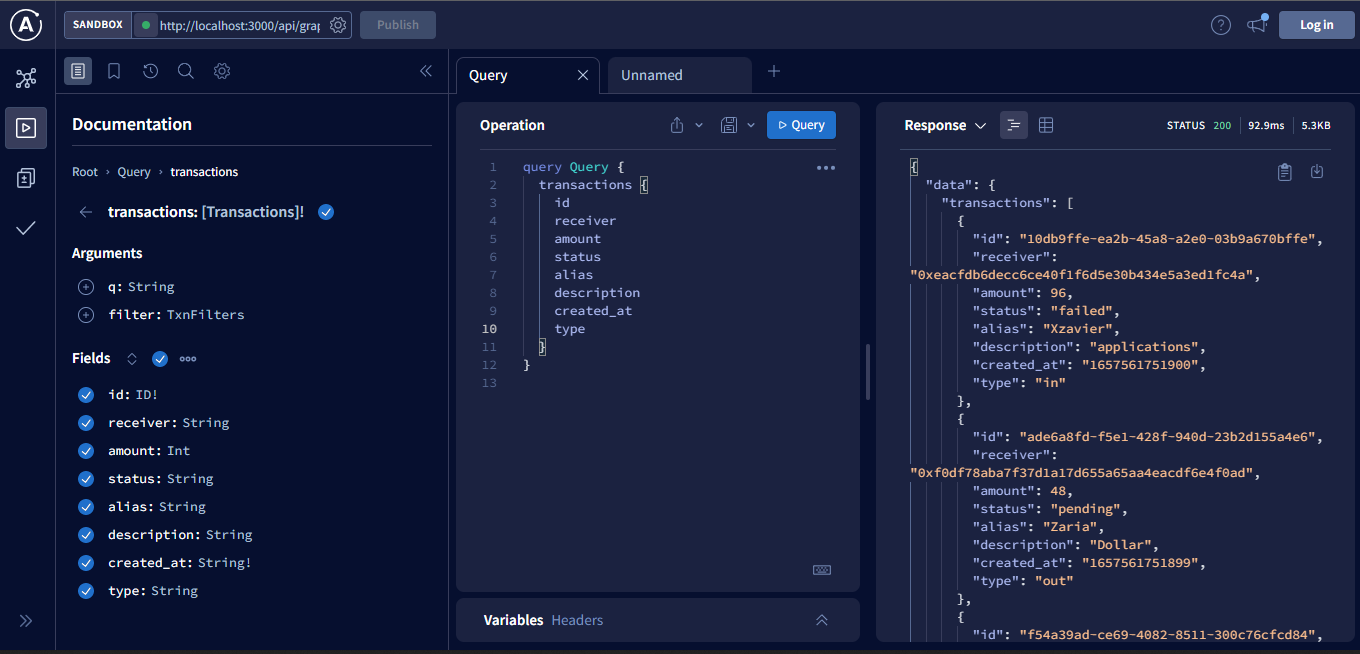 A
SANDBOX
http://localhost:3000/api/grap
Publish
?
Log in
Documentation
Root › Query › transactions
transactions: [Transactions]!
Arguments
q: String
filter: TxnFilters
Fields
id: ID!
receiver: String
amount: Int
status: String
alias: String
description: String
created_at: String!
type: String
Query
Unnamed
Operation
Query
1 query Query {
2 transactions {
3 id
4 receiver
5 amount
6 status
7 alias
8 description
9 created_at
10 type
11 }
12 }
13
Variables Headers
Response
STATUS 200 92.9ms 5.3KB
{
"data": {
"transactions": [
{
"id": "10db9ffe-ea2b-45a8-a2e0-03b9a670bffe",
"receiver":
"0xeacfdb6decc6ce40f1f6d5e30b434e5a3ed1fc4a",
"amount": 96,
"status": "failed",
"alias": "Xzavier",
"description": "applications",
"created_at": "1657561751900",
"type": "in"
},
{
"id": "ade6a8fd-f5e1-428f-940d-23b2d155a4e6",
"receiver":
"0xf0df78aba7f37d1a17d655a65aa4eacdf6e4f0ad",
"amount": 48,
"status": "pending",
"alias": "Zaria",
"description": "Dollar",
"created_at": "1657561751899",
"type": "out"
},
{
"id": "f54a39ad-ce69-4082-8511-300c76cfcd84",